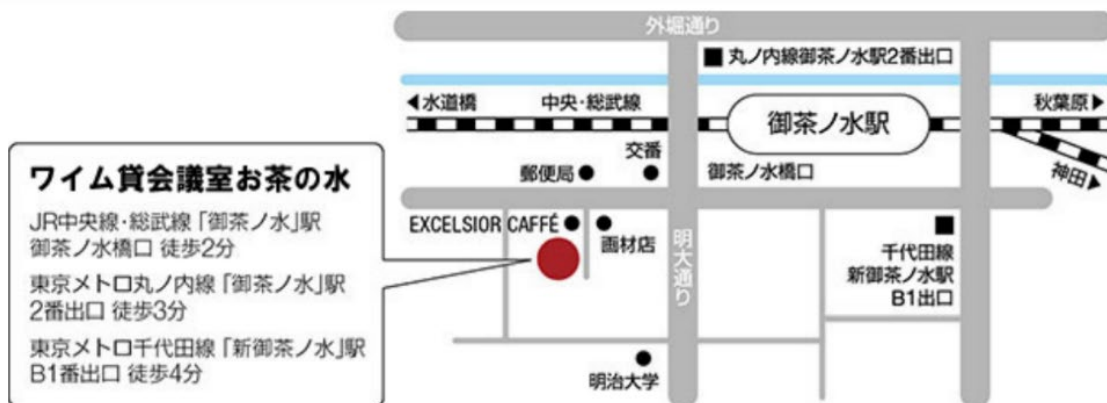 外堀通り
丸ノ内線御茶ノ水駅2番出口
水道橋
中央・総武線
御茶ノ水駅
秋葉原
神田
交番
郵便局
御茶ノ水橋口
ワイム貸会議室お茶の水
JR中央線・総武線「御茶ノ水」駅
御茶ノ水橋口 徒歩2分
東京メトロ丸ノ内線「御茶ノ水」駅
2番出口 徒歩3分
東京メトロ千代田線「新御茶ノ水」駅
B1番出口 徒歩4分
EXCELSIOR CAFFÉ
画材店
明大通り
千代田線
新御茶ノ水駅
B1出口
明治大学